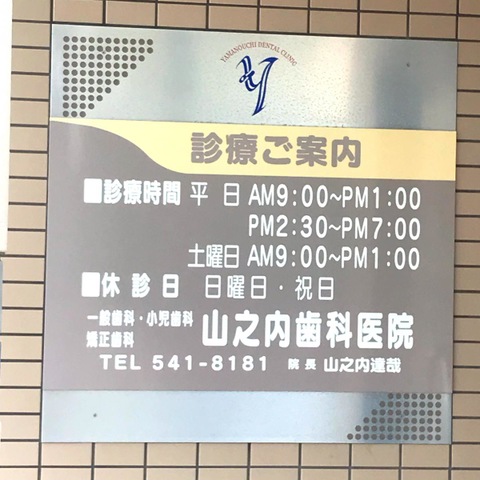 YAMANOUCHI DENTAL CLINIC
診療ご案内
■診療時間 平 日 AM9:00~PM1:00
PM2:30~PM7:00
土曜日 AM9:00~PM1:00
■休 診 日 日曜日・祝日
一般歯科・小児歯科
矯正歯科
山之内歯科医院
TEL 541-8181 院長 山之内達哉